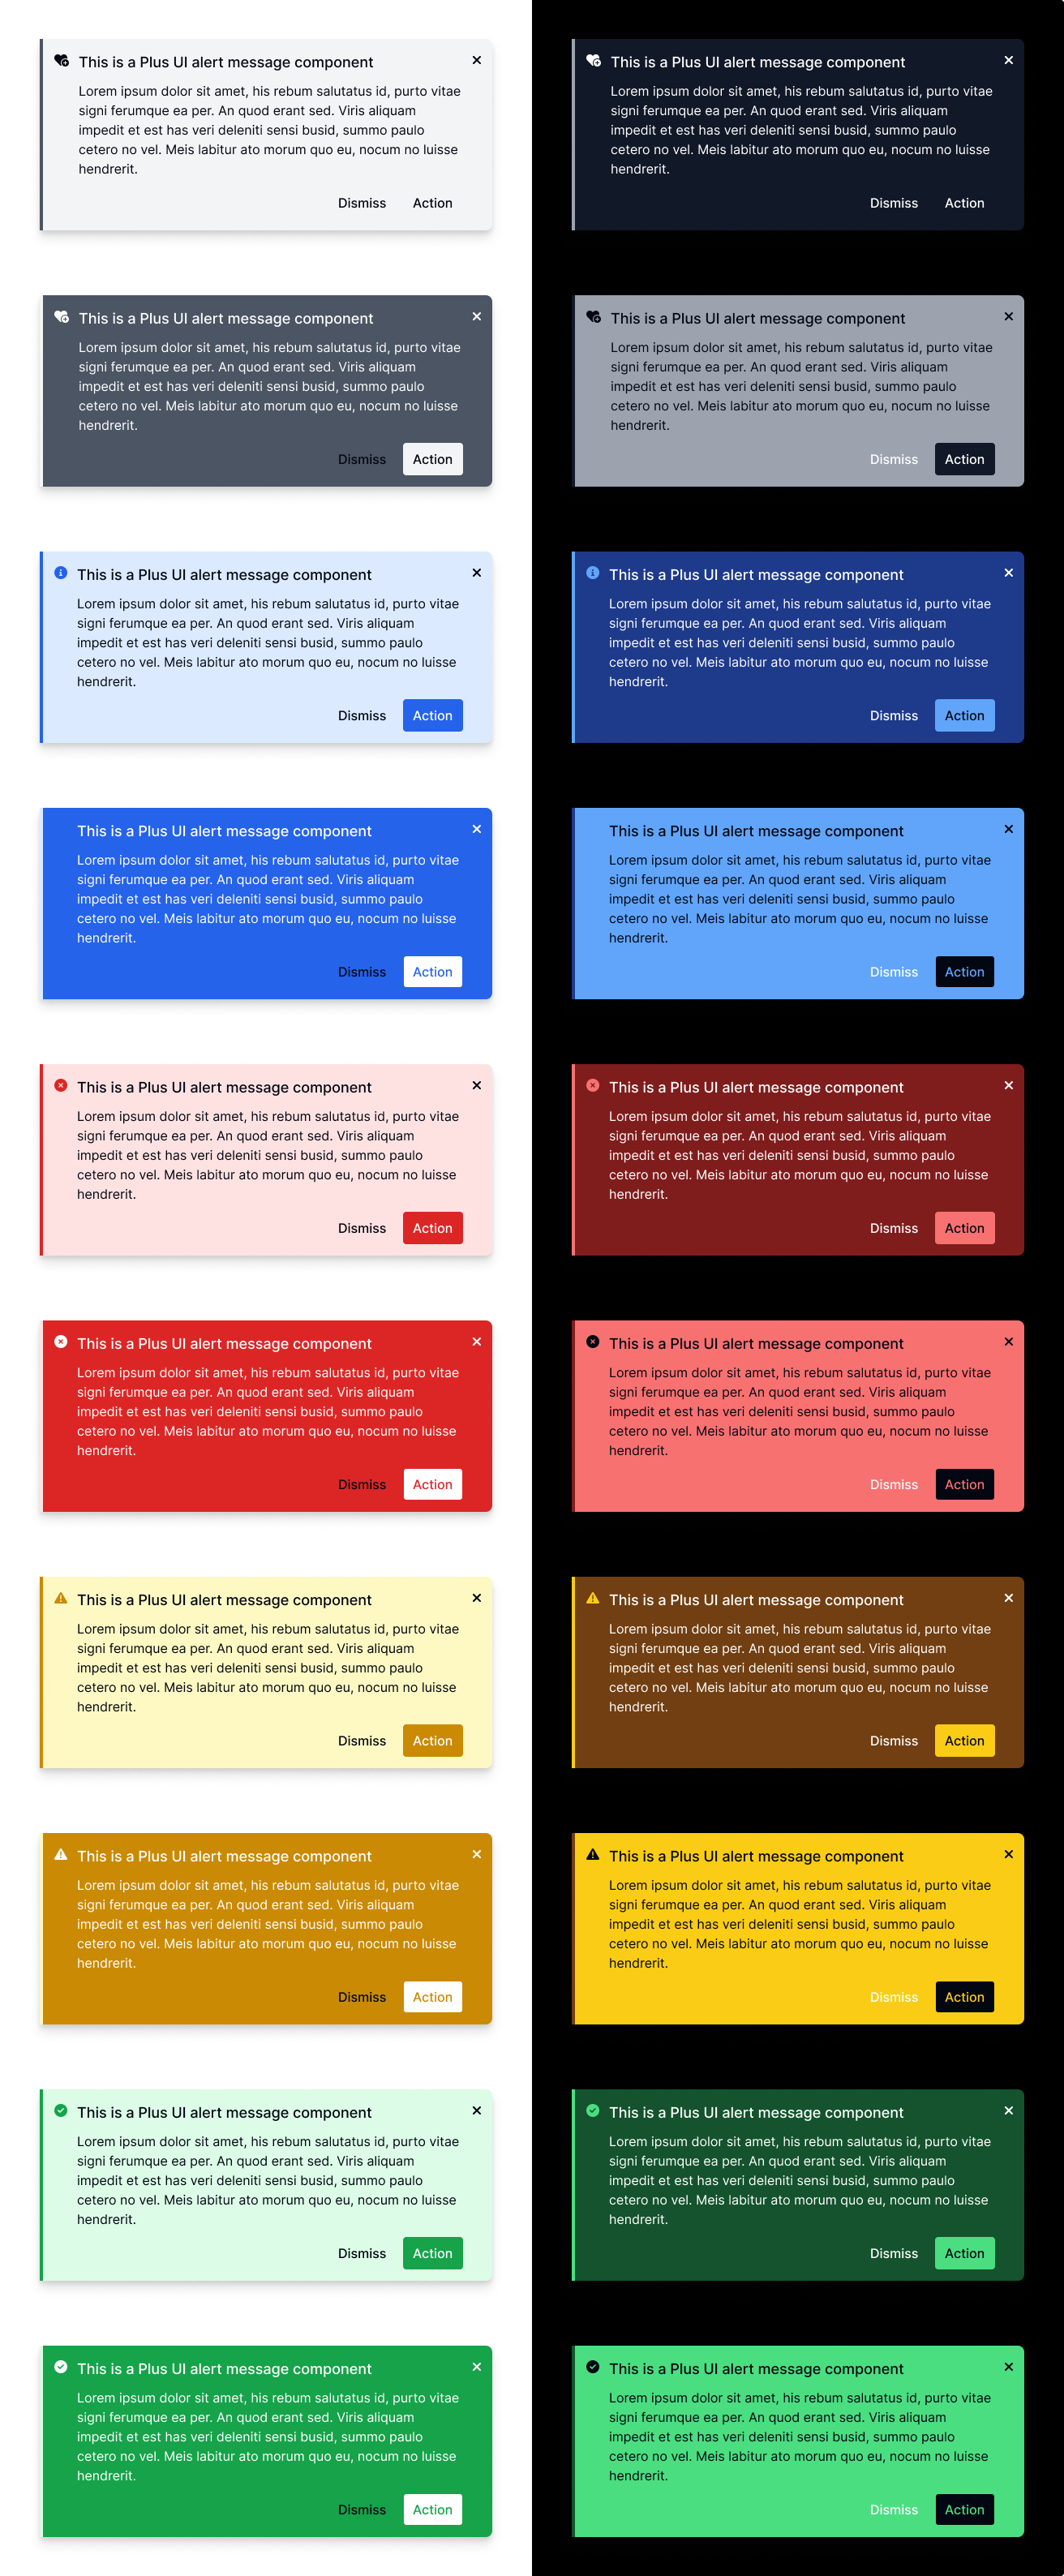 This is a Plus UI alert message component
Lorem ipsum dolor sit amet, his rebum salutatus id, purto vitae
signi ferumque ea per. An quod erant sed. Viris aliquam
impedit et est has veri deleniti sensi busid, summo paulo
cetero no vel. Meis labitur ato morum quo eu, nocum no luisse
hendrerit.
Dismiss Action
This is a Plus UI alert message component
Lorem ipsum dolor sit amet, his rebum salutatus id, purto vitae
signi ferumque ea per. An quod erant sed. Viris aliquam
impedit et est has veri deleniti sensi busid, summo paulo
cetero no vel. Meis labitur ato morum quo eu, nocum no luisse
hendrerit.
Dismiss Action
This is a Plus UI alert message component
Lorem ipsum dolor sit amet, his rebum salutatus id, purto vitae
signi ferumque ea per. An quod erant sed. Viris aliquam
impedit et est has veri deleniti sensi busid, summo paulo
cetero no vel. Meis labitur ato morum quo eu, nocum no luisse
hendrerit.
Dismiss Action
This is a Plus UI alert message component
Lorem ipsum dolor sit amet, his rebum salutatus id, purto vitae
signi ferumque ea per. An quod erant sed. Viris aliquam
impedit et est has veri deleniti sensi busid, summo paulo
cetero no vel. Meis labitur ato morum quo eu, nocum no luisse
hendrerit.
Dismiss Action
This is a Plus UI alert message component
Lorem ipsum dolor sit amet, his rebum salutatus id, purto vitae
signi ferumque ea per. An quod erant sed. Viris aliquam
impedit et est has veri deleniti sensi busid, summo paulo
cetero no vel. Meis labitur ato morum quo eu, nocum no luisse
hendrerit.
Dismiss Action
This is a Plus UI alert message component
Lorem ipsum dolor sit amet, his rebum salutatus id, purto vitae
signi ferumque ea per. An quod erant sed. Viris aliquam
impedit et est has veri deleniti sensi busid, summo paulo
cetero no vel. Meis labitur ato morum quo eu, nocum no luisse
hendrerit.
Dismiss Action
This is a Plus UI alert message component
Lorem ipsum dolor sit amet, his rebum salutatus id, purto vitae
signi ferumque ea per. An quod erant sed. Viris aliquam
impedit et est has veri deleniti sensi busid, summo paulo
cetero no vel. Meis labitur ato morum quo eu, nocum no luisse
hendrerit.
Dismiss Action
This is a Plus UI alert message component
Lorem ipsum dolor sit amet, his rebum salutatus id, purto vitae
signi ferumque ea per. An quod erant sed. Viris aliquam
impedit et est has veri deleniti sensi busid, summo paulo
cetero no vel. Meis labitur ato morum quo eu, nocum no luisse
hendrerit.
Dismiss Action
This is a Plus UI alert message component
Lorem ipsum dolor sit amet, his rebum salutatus id, purto vitae
signi ferumque ea per. An quod erant sed. Viris aliquam
impedit et est has veri deleniti sensi busid, summo paulo
cetero no vel. Meis labitur ato morum quo eu, nocum no luisse
hendrerit.
Dismiss Action
This is a Plus UI alert message component
Lorem ipsum dolor sit amet, his rebum salutatus id, purto vitae
signi ferumque ea per. An quod erant sed. Viris aliquam
impedit et est has veri deleniti sensi busid, summo paulo
cetero no vel. Meis labitur ato morum quo eu, nocum no luisse
hendrerit.
Dismiss Action
This is a Plus UI alert message component
Lorem ipsum dolor sit amet, his rebum salutatus id, purto vitae
signi ferumque ea per. An quod erant sed. Viris aliquam
impedit et est has veri deleniti sensi busid, summo paulo
cetero no vel. Meis labitur ato morum quo eu, nocum no luisse
hendrerit.
Dismiss Action
This is a Plus UI alert message component
Lorem ipsum dolor sit amet, his rebum salutatus id, purto vitae
signi ferumque ea per. An quod erant sed. Viris aliquam
impedit et est has veri deleniti sensi busid, summo paulo
cetero no vel. Meis labitur ato morum quo eu, nocum no luisse
hendrerit.
Dismiss Action
This is a Plus UI alert message component
Lorem ipsum dolor sit amet, his rebum salutatus id, purto vitae
signi ferumque ea per. An quod erant sed. Viris aliquam
impedit et est has veri deleniti sensi busid, summo paulo
cetero no vel. Meis labitur ato morum quo eu, nocum no luisse
hendrerit.
Dismiss Action
This is a Plus UI alert message component
Lorem ipsum dolor sit amet, his rebum salutatus id, purto vitae
signi ferumque ea per. An quod erant sed. Viris aliquam
impedit et est has veri deleniti sensi busid, summo paulo
cetero no vel. Meis labitur ato morum quo eu, nocum no luisse
hendrerit.
Dismiss Action
This is a Plus UI alert message component
Lorem ipsum dolor sit amet, his rebum salutatus id, purto vitae
signi ferumque ea per. An quod erant sed. Viris aliquam
impedit et est has veri deleniti sensi busid, summo paulo
cetero no vel. Meis labitur ato morum quo eu, nocum no luisse
hendrerit.
Dismiss Action
This is a Plus UI alert message component
Lorem ipsum dolor sit amet, his rebum salutatus id, purto vitae
signi ferumque ea per. An quod erant sed. Viris aliquam
impedit et est has veri deleniti sensi busid, summo paulo
cetero no vel. Meis labitur ato morum quo eu, nocum no luisse
hendrerit.
Dismiss Action
This is a Plus UI alert message component
Lorem ipsum dolor sit amet, his rebum salutatus id, purto vitae
signi ferumque ea per. An quod erant sed. Viris aliquam
impedit et est has veri deleniti sensi busid, summo paulo
cetero no vel. Meis labitur ato morum quo eu, nocum no luisse
hendrerit.
Dismiss Action
This is a Plus UI alert message component
Lorem ipsum dolor sit amet, his rebum salutatus id, purto vitae
signi ferumque ea per. An quod erant sed. Viris aliquam
impedit et est has veri deleniti sensi busid, summo paulo
cetero no vel. Meis labitur ato morum quo eu, nocum no luisse
hendrerit.
Dismiss Action
This is a Plus UI alert message component
Lorem ipsum dolor sit amet, his rebum salutatus id, purto vitae
signi ferumque ea per. An quod erant sed. Viris aliquam
impedit et est has veri deleniti sensi busid, summo paulo
cetero no vel. Meis labitur ato morum quo eu, nocum no luisse
hendrerit.
Dismiss Action
This is a Plus UI alert message component
Lorem ipsum dolor sit amet, his rebum salutatus id, purto vitae
signi ferumque ea per. An quod erant sed. Viris aliquam
impedit et est has veri deleniti sensi busid, summo paulo
cetero no vel. Meis labitur ato morum quo eu, nocum no luisse
hendrerit.
Dismiss Action